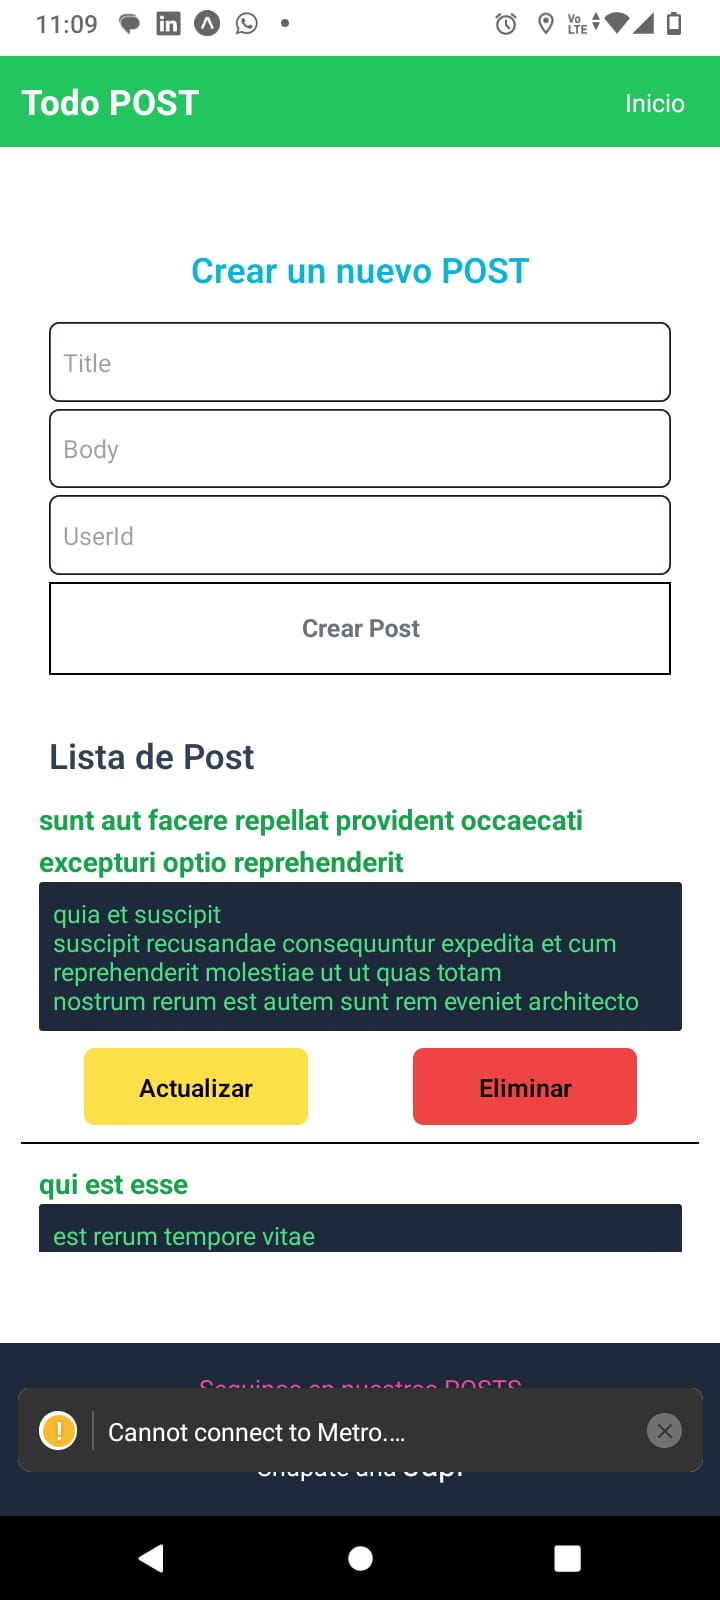 11:09
Vo
LTE
Todo POST
Inicio
Crear un nuevo POST
Title
Body
UserId
Crear Post
Lista de Post
sunt aut facere repellat provident occaecati
excepturi optio reprehenderit
quia et suscipit
suscipit recusandae consequuntur expedita et cum
reprehenderit molestiae ut ut quas totam
nostrum rerum est autem sunt rem eveniet architecto
Actualizar
Eliminar
qui est esse
est rerum tempore vitae
Cannot connect to Metro....